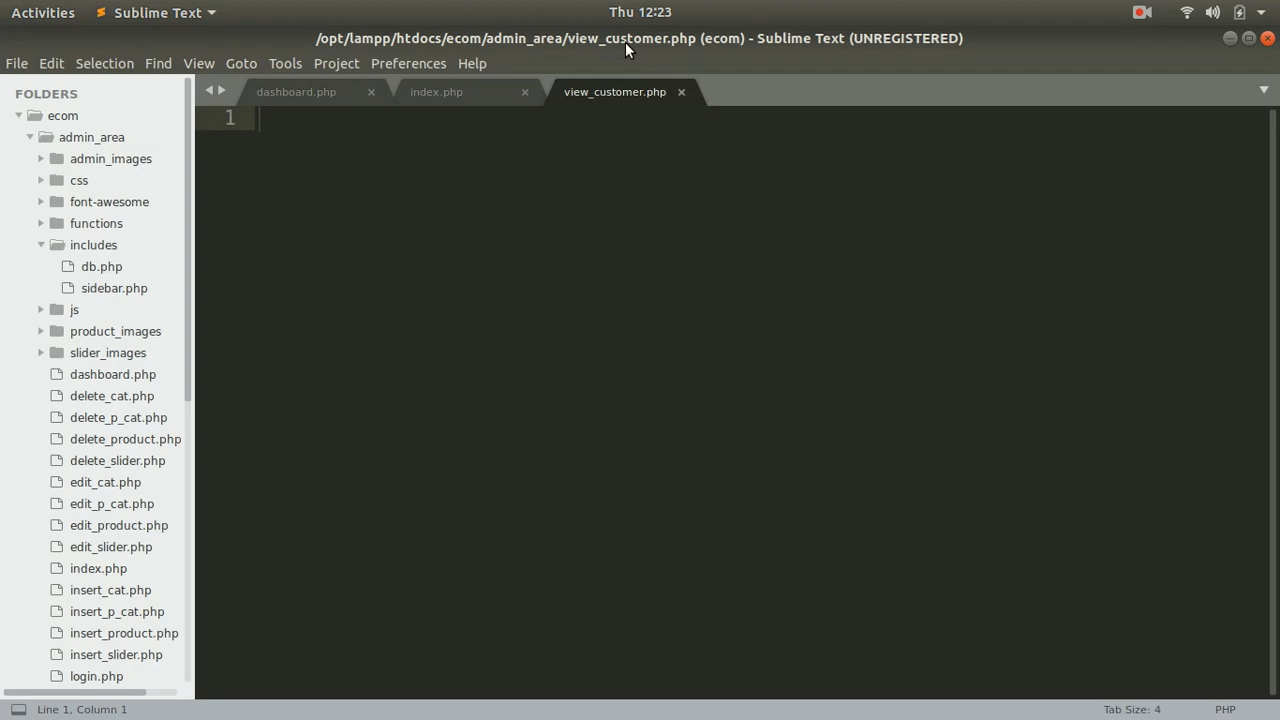 Activities Sublime Text Thu 12:23
/opt/lampp/htdocs/ecom/admin_area/view_customer.php (ecom) - Sublime Text (UNREGISTERED)
File Edit Selection Find View Goto Tools Project Preferences Help
FOLDERS
ecom
admin_area
admin_images
css
font-awesome
functions
includes
db.php
sidebar.php
js
product_images
slider_images
dashboard.php
delete_cat.php
delete_p_cat.php
delete_product.php
delete_slider.php
edit_cat.php
edit_p_cat.php
edit_product.php
edit_slider.php
index.php
insert_cat.php
insert_p_cat.php
insert_product.php
insert_slider.php
login.php
dashboard.php index.php view_customer.php
1
Line 1, Column 1 Tab Size: 4 PHP